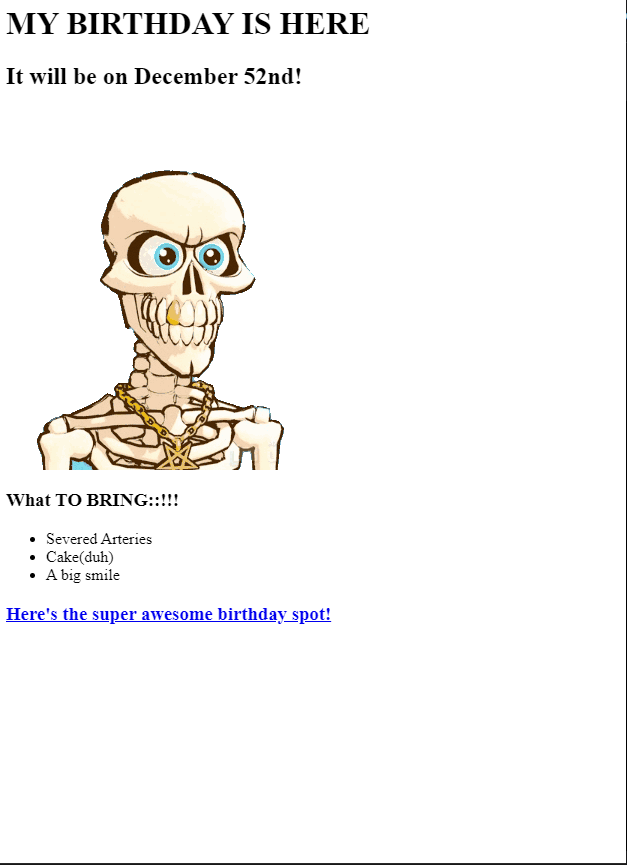 MY BIRTHDAY IS HERE
It will be on December 52nd!
What TO BRING::!!!
Severed Arteries
Cake(duh)
A big smile
Here's the super awesome birthday spot!